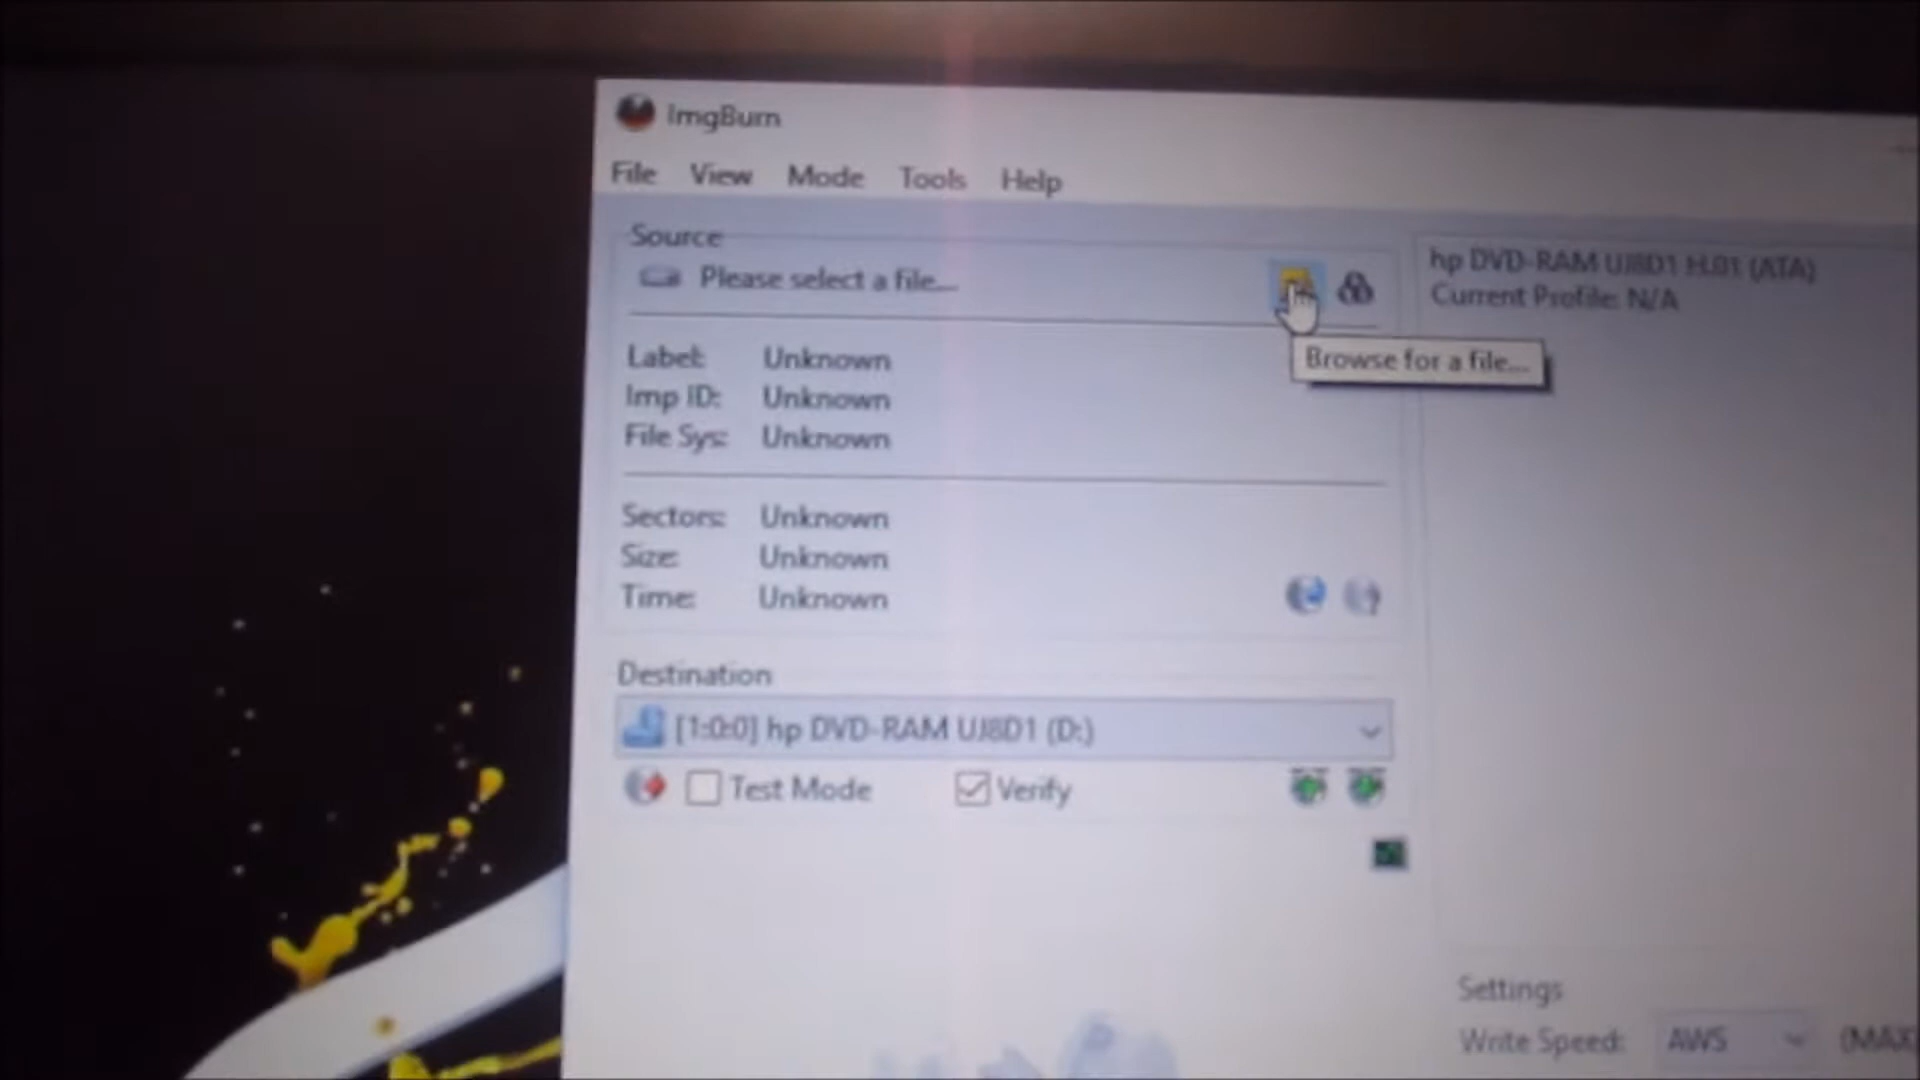 ImgBurn
File View Mode Tools Help
Source
Please select a file...
hp DVD-RAM UJ8D1 H.01 (ATA)
Current Profile: N/A
Browse for a file...
Label: Unknown
Imp ID: Unknown
File Sys: Unknown
Sectors: Unknown
Size: Unknown
Time: Unknown
Destination
[1:0:0] hp DVD-RAM UJ8D1 (D:)
Test Mode Verify
Settings
Write Speed: AWS (MAX